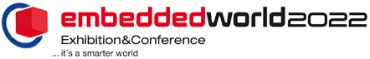 embeddedworld2022
Exhibition&Conference
... it's a smarter world